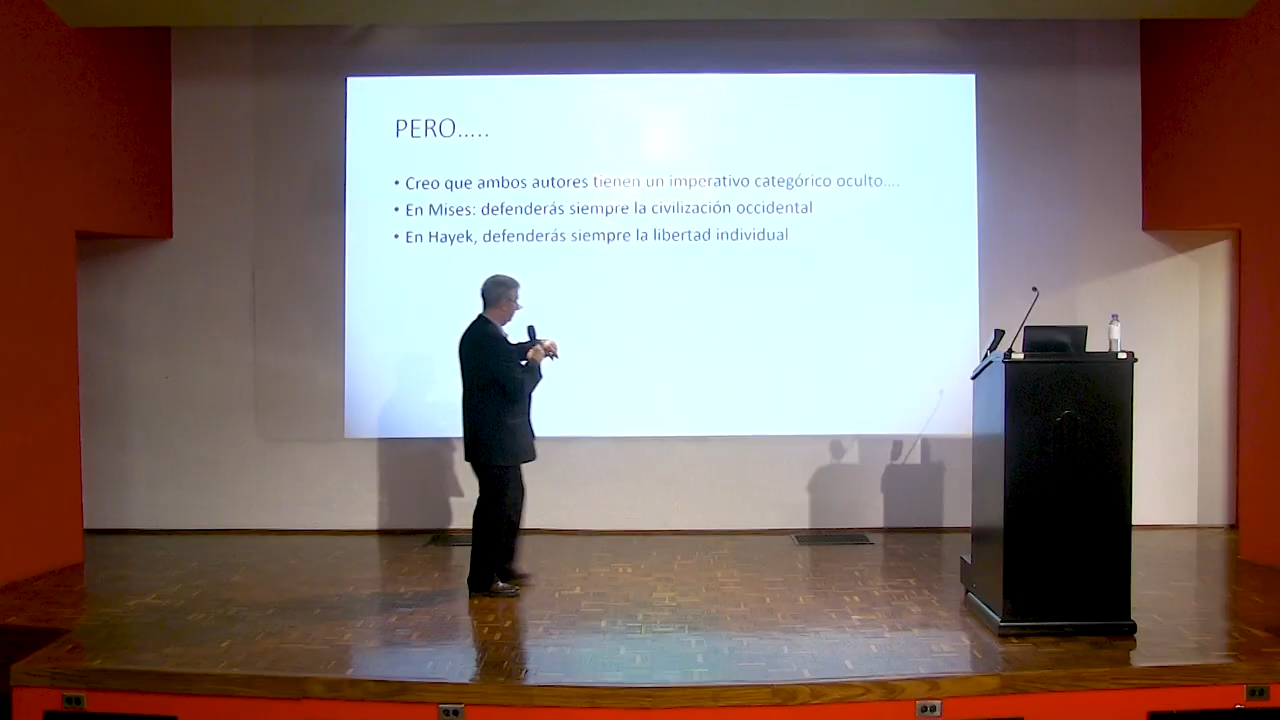 PERO.....
• Creo que ambos autores tienen un imperativo categórico oculto....
• En Mises: defenderás siempre la civilización occidental
• En Hayek, defenderás siempre la libertad individual